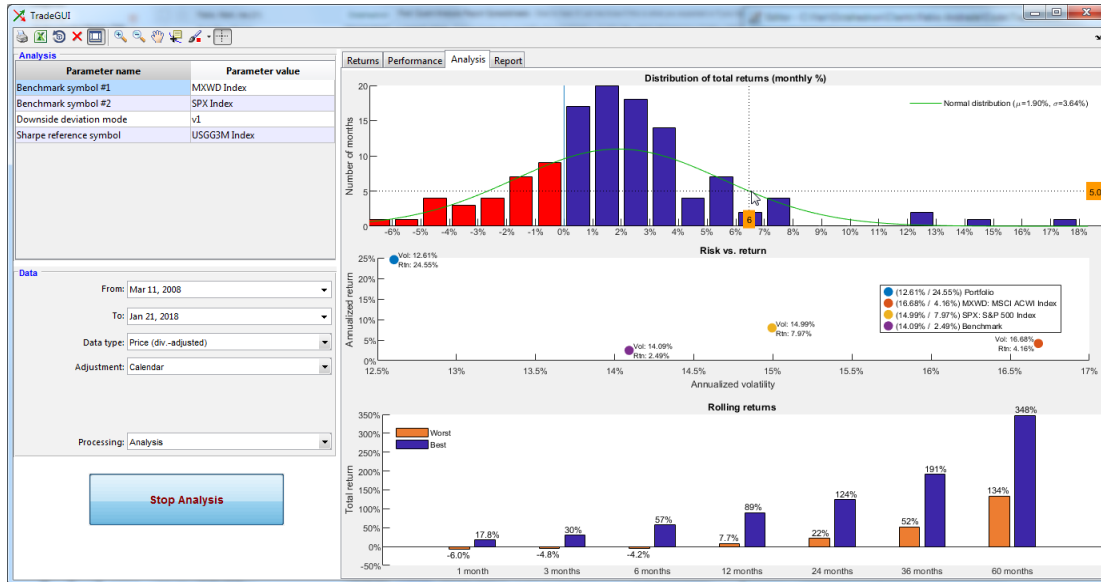 TradeGUI
Analysis
Parameter name Parameter value
Benchmark symbol #1 MXWD Index
Benchmark symbol #2 SPX Index
Downside deviation mode v1
Sharpe reference symbol USGG3M Index
Data
From: Mar 11, 2008
To: Jan 21, 2018
Data type: Price (div.-adjusted)
Adjustment: Calendar
Processing: Analysis
Stop Analysis
Returns Performance Analysis Report
Distribution of total returns (monthly %)
Normal distribution (μ=1.90%, σ=3.64%)
Number of months
20
15
10
5
0
5.0
6
-6% -5% -4% -3% -2% -1% 0% 1% 2% 3% 4% 5% 6% 7% 8% 9% 10% 11% 12% 13% 14% 15% 16% 17% 18%
Risk vs. return
Annualized return
25%
20%
15%
10%
5%
0%
Vol: 12.61%
Rtn: 24.55%
Vol: 14.09%
Rtn: 2.49%
Vol: 14.99%
Rtn: 7.97%
Vol: 16.68%
Rtn: 4.16%
(12.61% / 24.55%) Portfolio
(16.68% / 4.16%) MXWD: MSCI ACWI Index
(14.99% / 7.97%) SPX: S&P 500 Index
(14.09% / 2.49%) Benchmark
12.5% 13% 13.5% 14% 14.5% 15% 15.5% 16% 16.5% 17%
Annualized volatility
Rolling returns
Total return
350%
300%
250%
200%
150%
100%
50%
0%
-50%
Worst
Best
-6.0% 17.8% -4.8% 30% -4.2% 57% 7.7% 89% 22% 124% 52% 191% 134% 348%
1 month 3 months 6 months 12 months 24 months 36 months 60 months